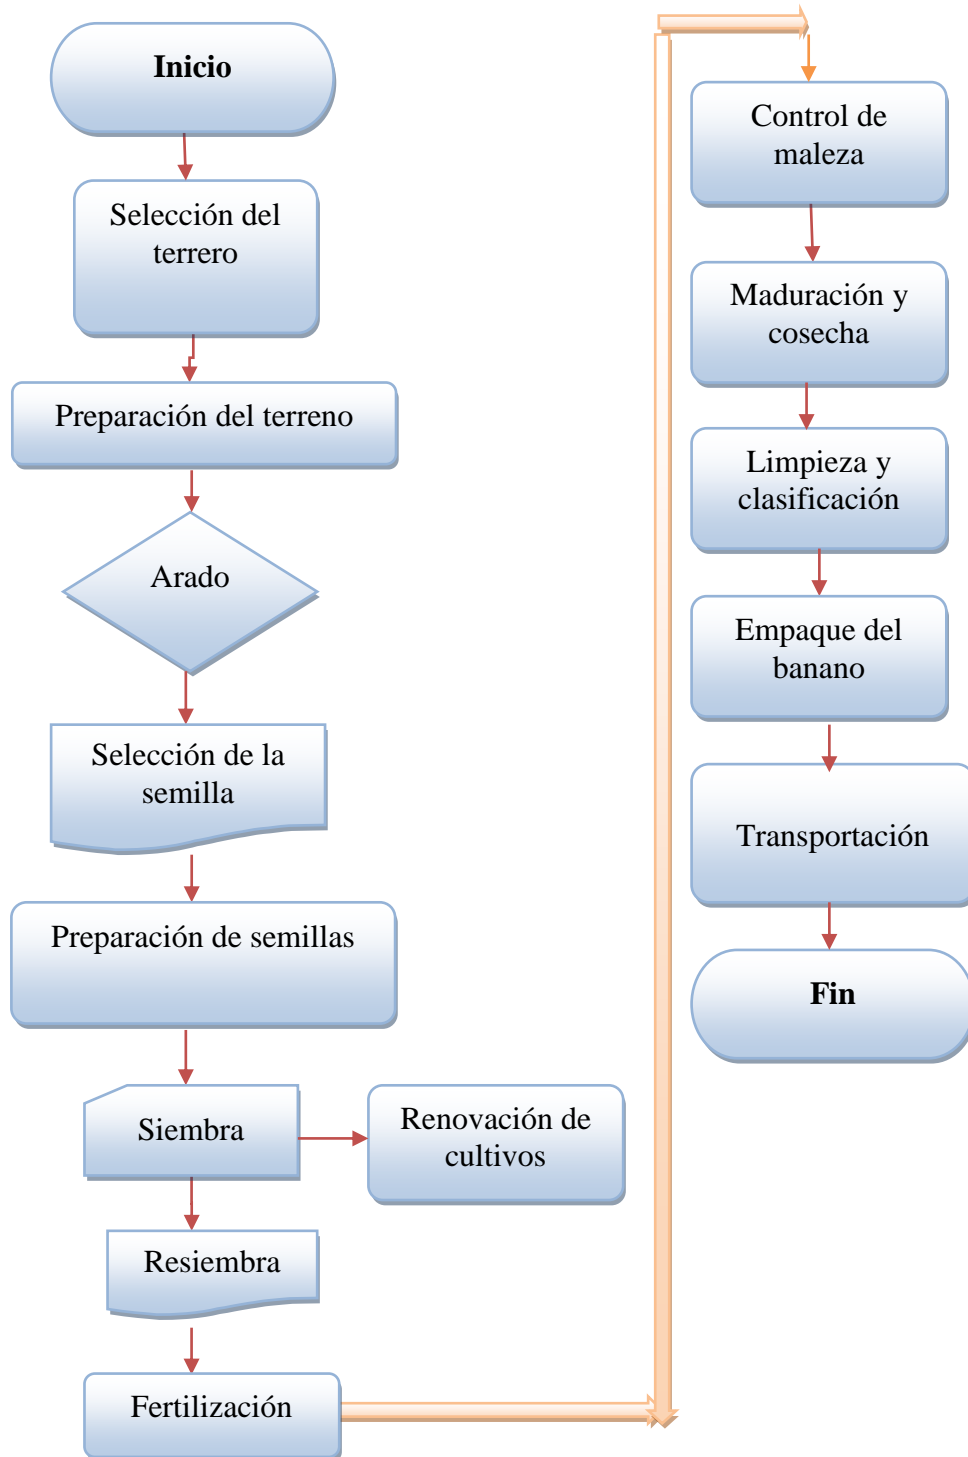 Inicio
Selección del
terrero
Preparación del terreno
Arado
Selección de la
semilla
Preparación de semillas
Siembra
Renovación de
cultivos
Resiembra
Fertilización
Control de
maleza
Maduración y
cosecha
Limpieza y
clasificación
Empaque del
banano
Transportación
Fin